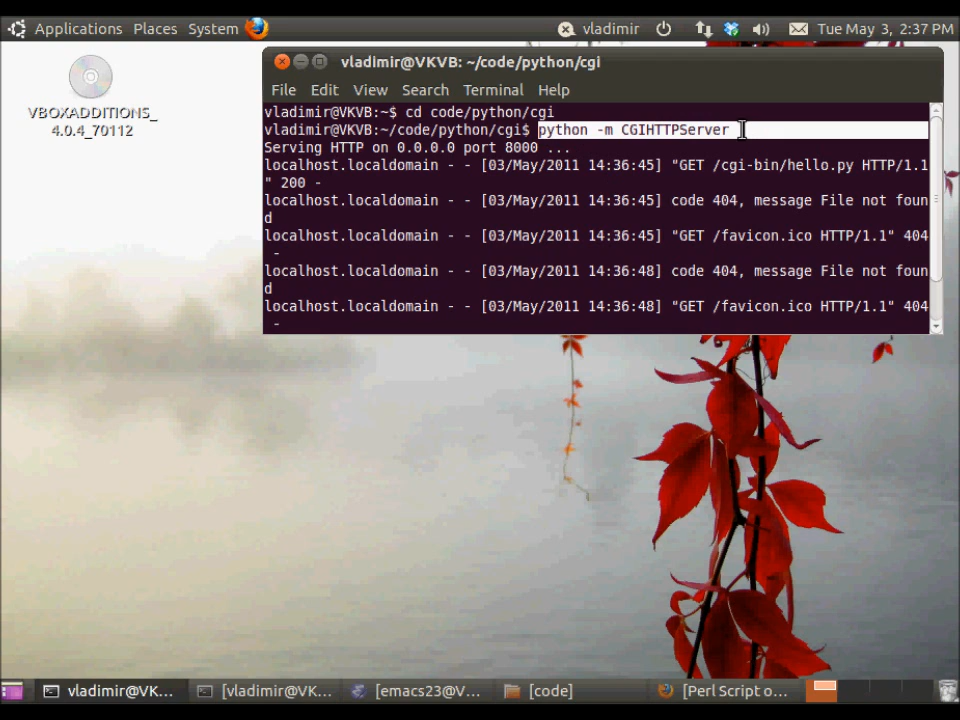 Applications Places System vladimir Tue May 3, 2:37 PM
VBOXADDITIONS_
4.0.4_70112
vladimir@VKVB: ~/code/python/cgi
File Edit View Search Terminal Help
vladimir@VKVB:~$ cd code/python/cgi
vladimir@VKVB:~/code/python/cgi$ python -m CGIHTTPServer
Serving HTTP on 0.0.0.0 port 8000 ...
localhost.localdomain - - [03/May/2011 14:36:45] "GET /cgi-bin/hello.py HTTP/1.1
" 200 -
localhost.localdomain - - [03/May/2011 14:36:45] code 404, message File not foun
d
localhost.localdomain - - [03/May/2011 14:36:45] "GET /favicon.ico HTTP/1.1" 404
-
localhost.localdomain - - [03/May/2011 14:36:48] code 404, message File not foun
d
localhost.localdomain - - [03/May/2011 14:36:48] "GET /favicon.ico HTTP/1.1" 404
-
vladimir@VK... [vladimir@VK... [emacs23@V... [code] [Perl Script o...